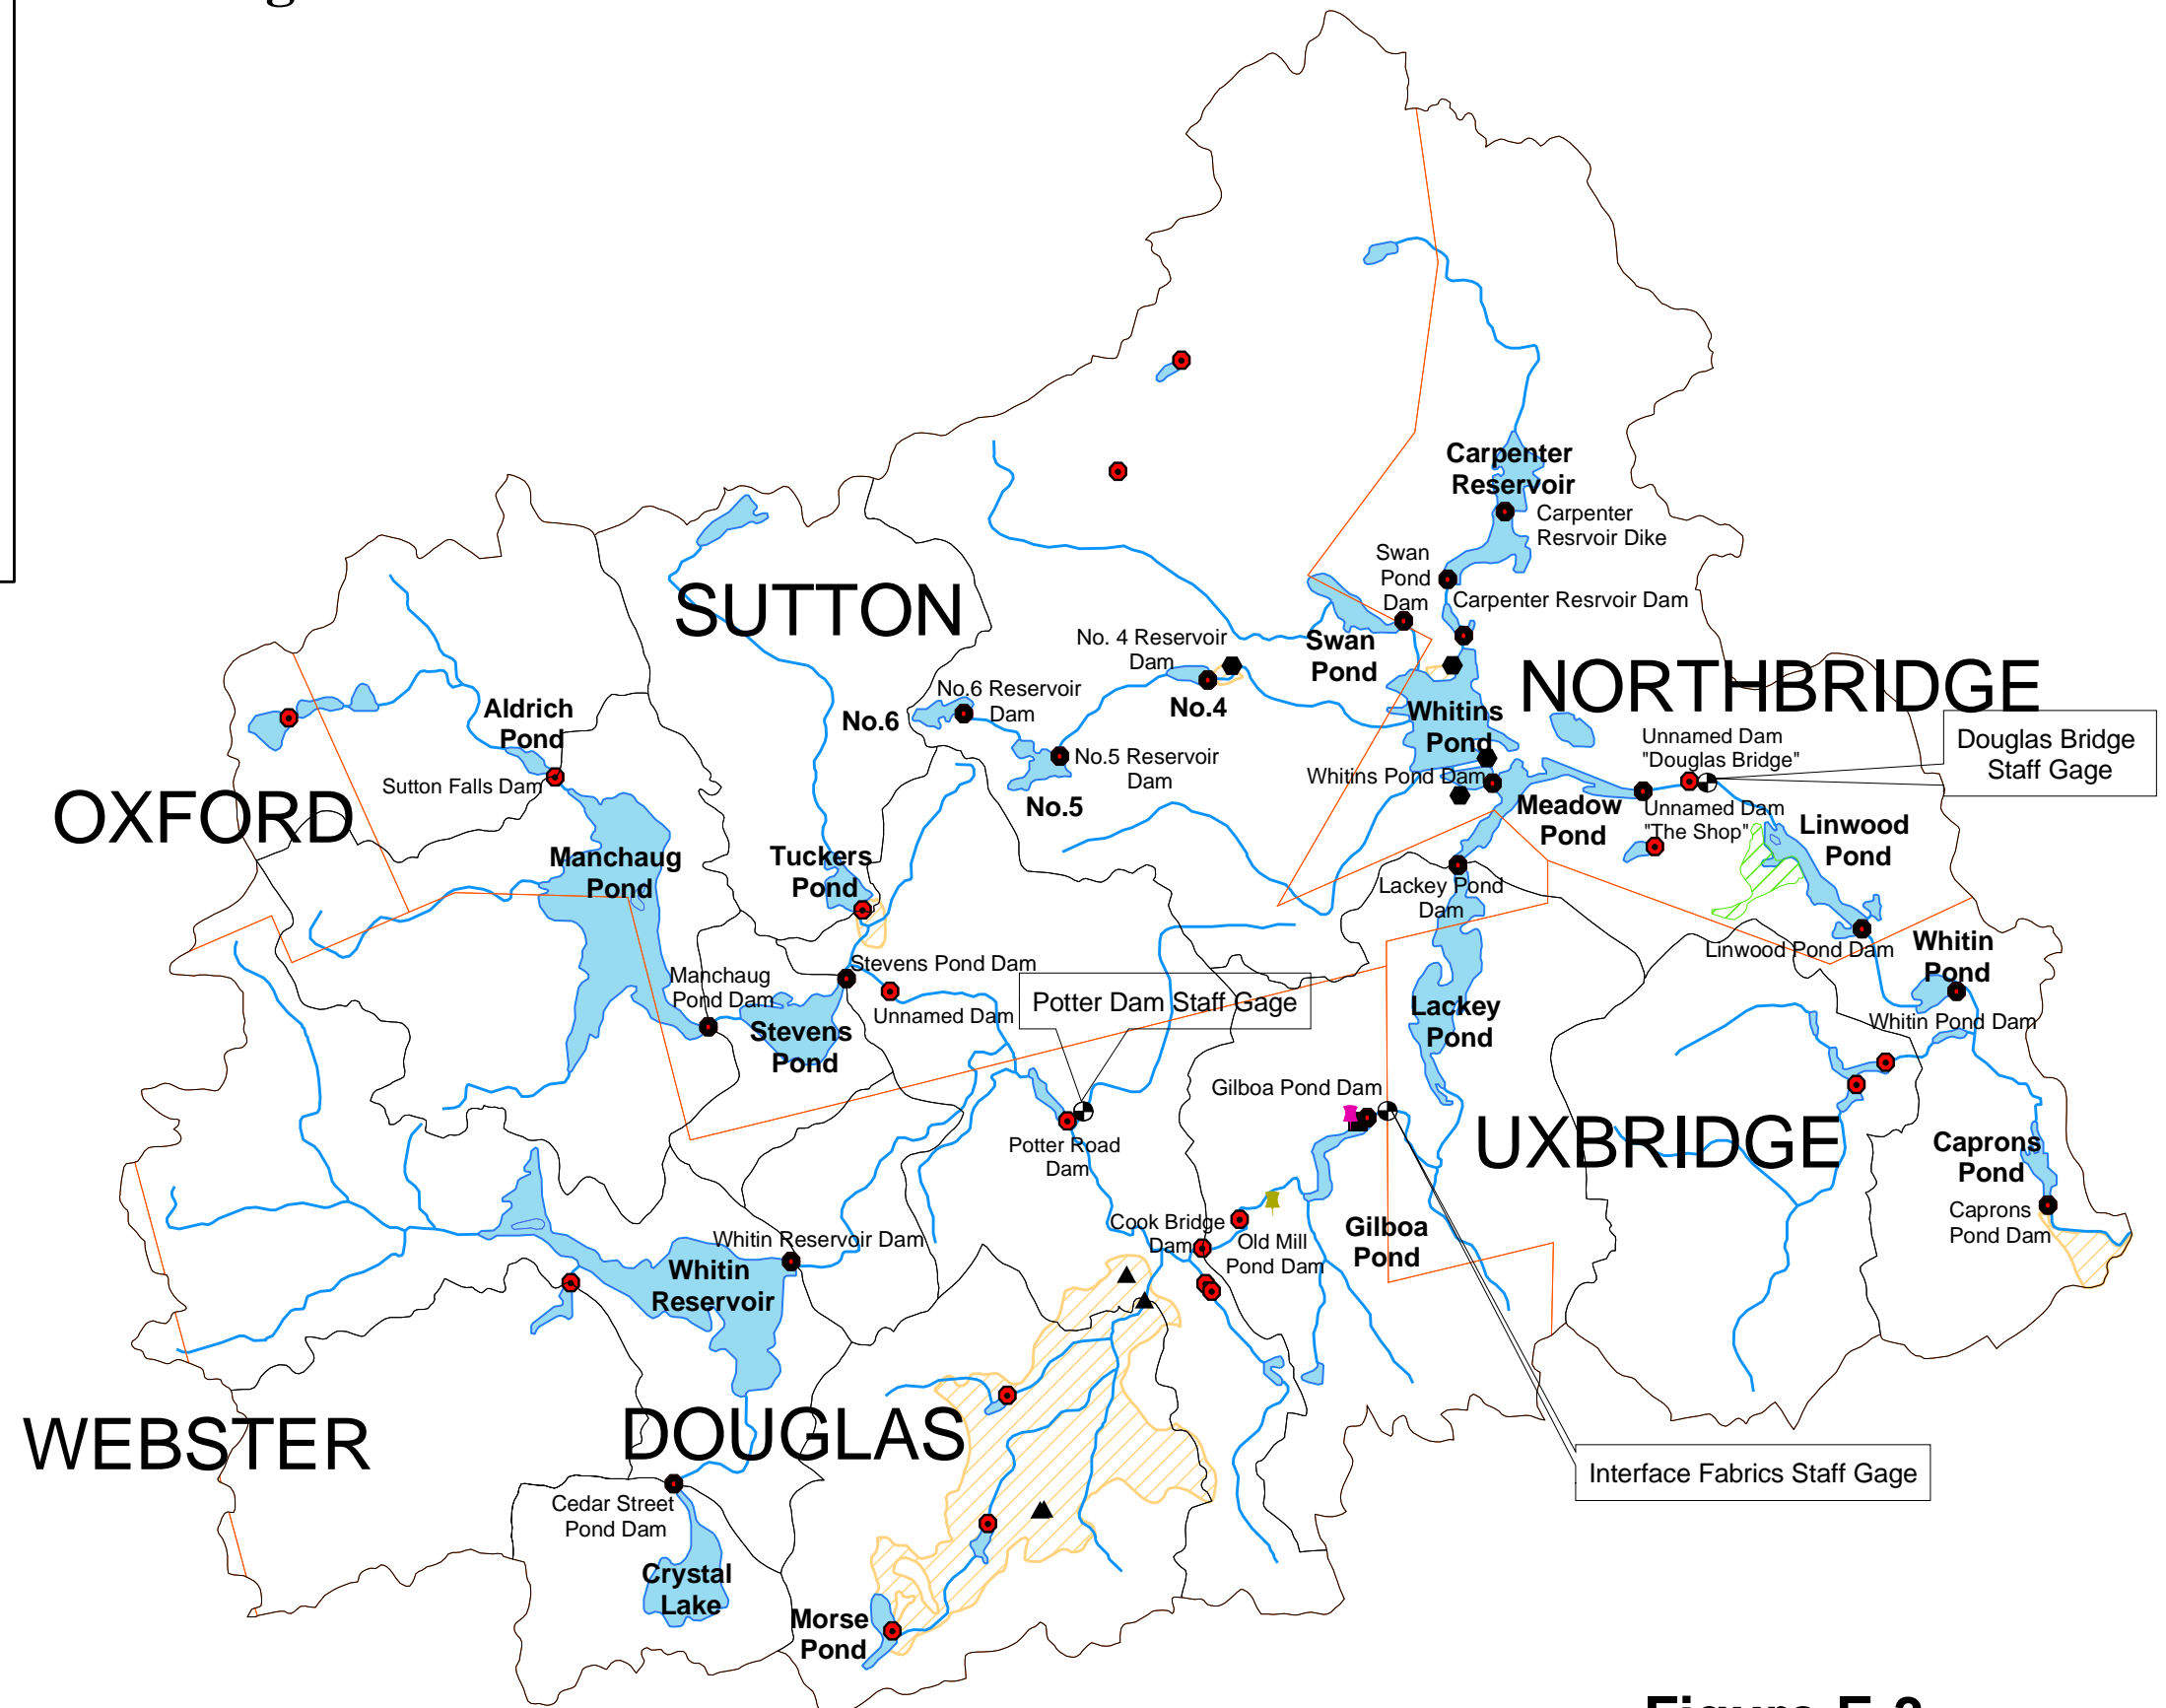 Carpenter
Reservoir
Carpenter
Resrvoir Dike
Swan
Pond
Dam
Carpenter Resrvoir Dam
SUTTON
No. 4 Reservoir
Dam
Swan
Pond
NORTHBRIDGE
No.6 Reservoir
Dam
No.6
No.4
Aldrich
Pond
Whitins
Pond
Unnamed Dam
"Douglas Bridge"
Douglas Bridge
Staff Gage
No.5 Reservoir
Dam
No.5
Whitins Pond Dam
Sutton Falls Dam
OXFORD
Meadow
Pond
Unnamed Dam
"The Shop"
Linwood
Pond
Manchaug
Pond
Tuckers
Pond
Lackey Pond
Dam
Linwood Pond Dam
Whitin
Pond
Stevens Pond Dam
Manchaug
Pond Dam
Potter Dam Staff Gage
Unnamed Dam
Stevens
Pond
Lackey
Pond
Whitin Pond Dam
Gilboa Pond Dam
Potter Road
Dam
UXBRIDGE
Caprons
Pond
Caprons
Pond Dam
Cook Bridge
Dam
Old Mill
Pond Dam
Gilboa
Pond
Whitin Reservoir Dam
Whitin
Reservoir
WEBSTER
DOUGLAS
Interface Fabrics Staff Gage
Cedar Street
Pond Dam
Crystal
Lake
Morse
Pond